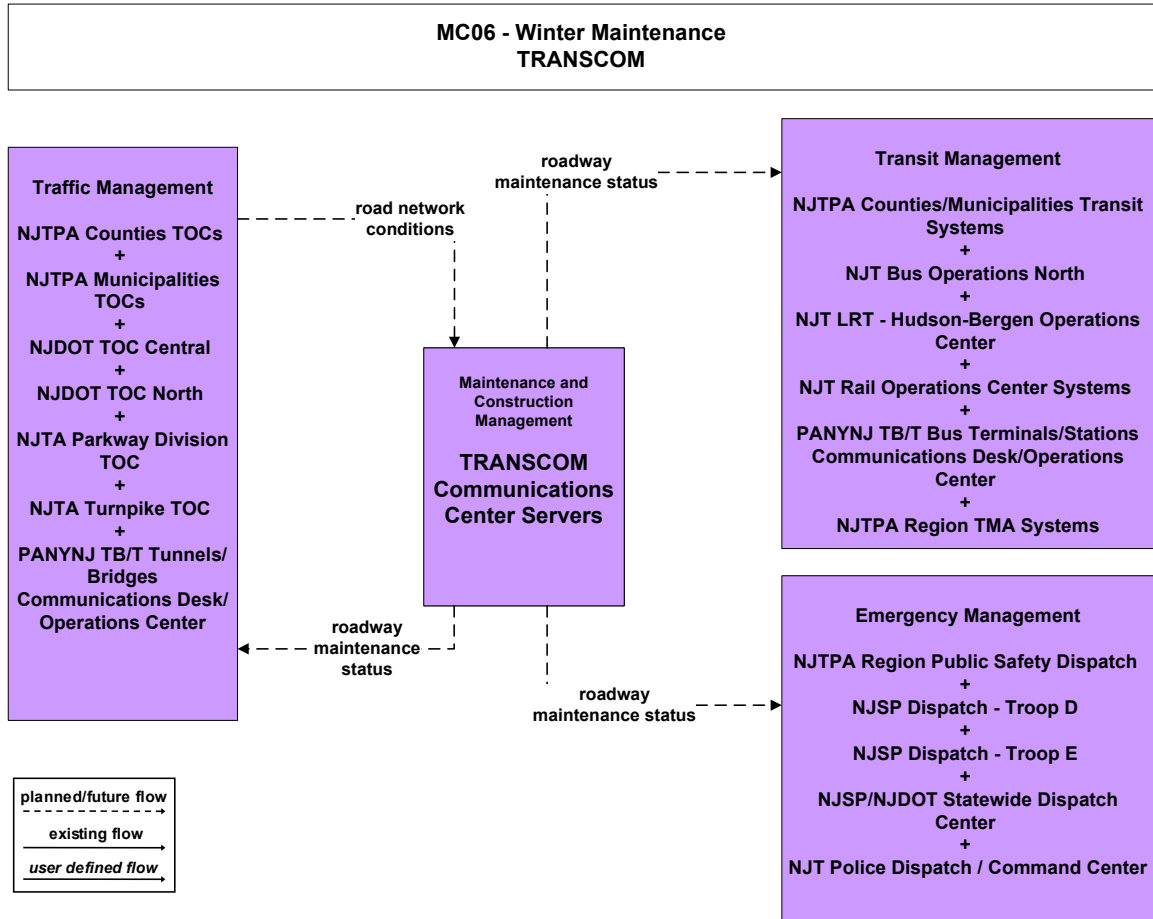 MC06 - Winter Maintenance
TRANSCOM
Traffic Management
NJTPA Counties TOCs
+
NJTPA Municipalities
TOCs
+
NJDOT TOC Central
+
NJDOT TOC North
+
NJTA Parkway Division
TOC
+
NJTA Turnpike TOC
+
PANYNJ TB/T Tunnels/
Bridges
Communications Desk/
Operations Center
road network
conditions
roadway
maintenance status
Maintenance and
Construction
Management
TRANSCOM
Communications
Center Servers
roadway
maintenance
status
roadway
maintenance status
Transit Management
NJTPA Counties/Municipalities Transit
Systems
+
NJT Bus Operations North
+
NJT LRT - Hudson-Bergen Operations
Center
+
NJT Rail Operations Center Systems
+
PANYNJ TB/T Bus Terminals/Stations
Communications Desk/Operations
Center
+
NJTPA Region TMA Systems
Emergency Management
NJTPA Region Public Safety Dispatch
+
NJSP Dispatch - Troop D
+
NJSP Dispatch - Troop E
+
NJSP/NJDOT Statewide Dispatch
Center
+
NJT Police Dispatch / Command Center
planned/future flow
existing flow
user defined flow